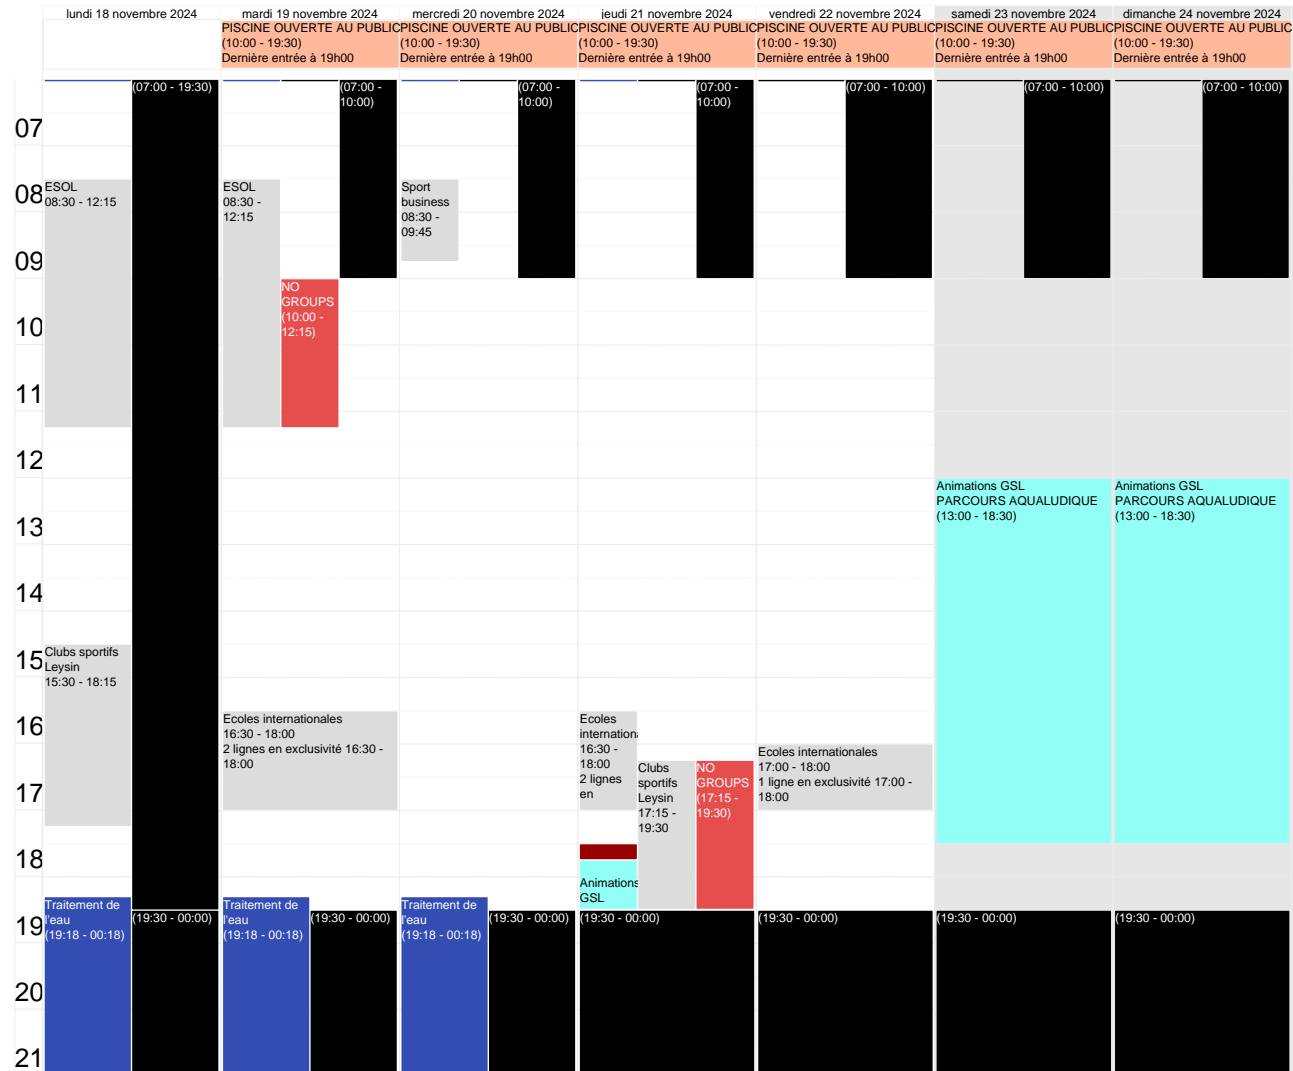 lundi 18 novembre 2024
mardi 19 novembre 2024
mercredi 20 novembre 2024
jeudi 21 novembre 2024
vendredi 22 novembre 2024
samedi 23 novembre 2024
dimanche 24 novembre 2024
PISCINE OUVERTE AU PUBLIC
(10:00 - 19:30)
Dernière entrée à 19h00
PISCINE OUVERTE AU PUBLIC
(10:00 - 19:30)
Dernière entrée à 19h00
PISCINE OUVERTE AU PUBLIC
(10:00 - 19:30)
Dernière entrée à 19h00
PISCINE OUVERTE AU PUBLIC
(10:00 - 19:30)
Dernière entrée à 19h00
PISCINE OUVERTE AU PUBLIC
(10:00 - 19:30)
Dernière entrée à 19h00
PISCINE OUVERTE AU PUBLIC
(10:00 - 19:30)
Dernière entrée à 19h00
07
08
09
10
11
12
13
14
15
16
17
18
19
20
21
(07:00 - 19:30)
ESOL
08:30 - 12:15
Clubs sportifs
Leysin
15:30 - 18:15
Traitement de
l'eau
(19:18 - 00:18)
(19:30 - 00:00)
(07:00 -
10:00)
ESOL
08:30 -
12:15
NO
GROUPS
(10:00 -
12:15)
Ecoles internationales
16:30 - 18:00
2 lignes en exclusivité 16:30 -
18:00
Traitement de
l'eau
(19:18 - 00:18)
(19:30 - 00:00)
(07:00 -
10:00)
Sport
business
08:30 -
09:45
Traitement de
l'eau
(19:18 - 00:18)
(19:30 - 00:00)
(07:00 -
10:00)
Ecoles
internation
16:30 -
18:00
2 lignes
en
Clubs
sportifs
Leysin
17:15 -
19:30
NO
GROUPS
(17:15 -
19:30)
Animations
GSL
(19:30 - 00:00)
(07:00 - 10:00)
Ecoles internationales
17:00 - 18:00
1 ligne en exclusivité 17:00 -
18:00
(19:30 - 00:00)
(07:00 - 10:00)
Animations GSL
PARCOURS AQUALUDIQUE
(13:00 - 18:30)
(19:30 - 00:00)
(07:00 - 10:00)
Animations GSL
PARCOURS AQUALUDIQUE
(13:00 - 18:30)
(19:30 - 00:00)